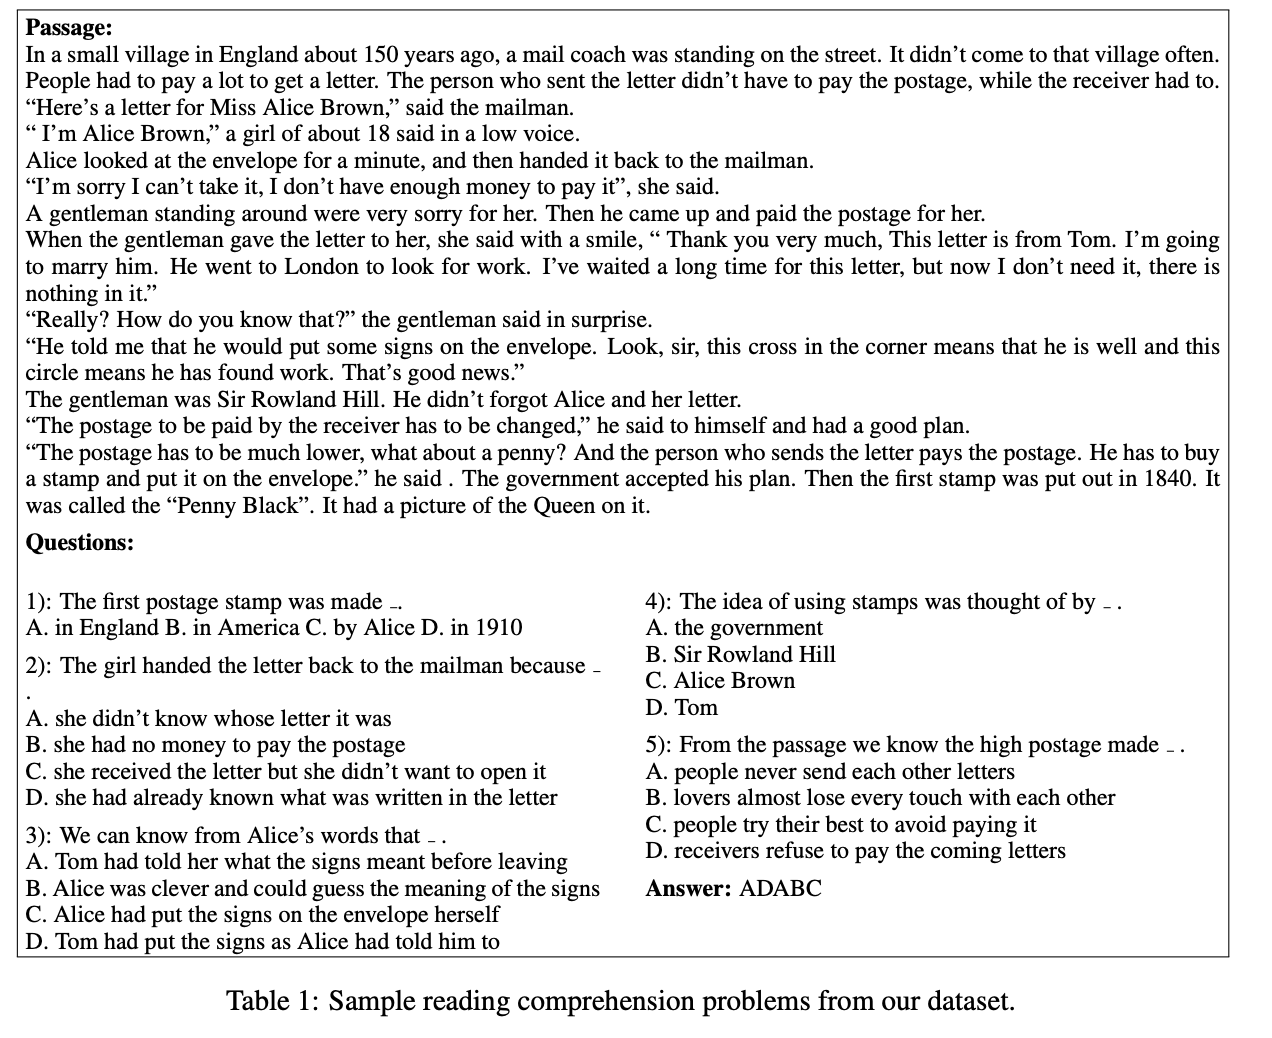 Passage:
In a small village in England about 150 years ago, a mail coach was standing on the street. It didn’t come to that village often.
People had to pay a lot to get a letter. The person who sent the letter didn’t have to pay the postage, while the receiver had to.
“Here’s a letter for Miss Alice Brown,” said the mailman.
“ I’m Alice Brown,” a girl of about 18 said in a low voice.
Alice looked at the envelope for a minute, and then handed it back to the mailman.
“I’m sorry I can’t take it, I don’t have enough money to pay it”, she said.
A gentleman standing around were very sorry for her. Then he came up and paid the postage for her.
When the gentleman gave the letter to her, she said with a smile, “ Thank you very much, This letter is from Tom. I’m going
to marry him. He went to London to look for work. I’ve waited a long time for this letter, but now I don’t need it, there is
nothing in it.”
“Really? How do you know that?” the gentleman said in surprise.
“He told me that he would put some signs on the envelope. Look, sir, this cross in the corner means that he is well and this
circle means he has found work. That’s good news.”
The gentleman was Sir Rowland Hill. He didn’t forgot Alice and her letter.
“The postage to be paid by the receiver has to be changed,” he said to himself and had a good plan.
“The postage has to be much lower, what about a penny? And the person who sends the letter pays the postage. He has to buy
a stamp and put it on the envelope.” he said . The government accepted his plan. Then the first stamp was put out in 1840. It
was called the “Penny Black”. It had a picture of the Queen on it.
Questions:
1): The first postage stamp was made _.
A. in England B. in America C. by Alice D. in 1910
2): The girl handed the letter back to the mailman because _
.
A. she didn’t know whose letter it was
B. she had no money to pay the postage
C. she received the letter but she didn’t want to open it
D. she had already known what was written in the letter
3): We can know from Alice’s words that _ .
A. Tom had told her what the signs meant before leaving
B. Alice was clever and could guess the meaning of the signs
C. Alice had put the signs on the envelope herself
D. Tom had put the signs as Alice had told him to
4): The idea of using stamps was thought of by _ .
A. the government
B. Sir Rowland Hill
C. Alice Brown
D. Tom
5): From the passage we know the high postage made _ .
A. people never send each other letters
B. lovers almost lose every touch with each other
C. people try their best to avoid paying it
D. receivers refuse to pay the coming letters
Answer: ADABC
Table 1: Sample reading comprehension problems from our dataset.